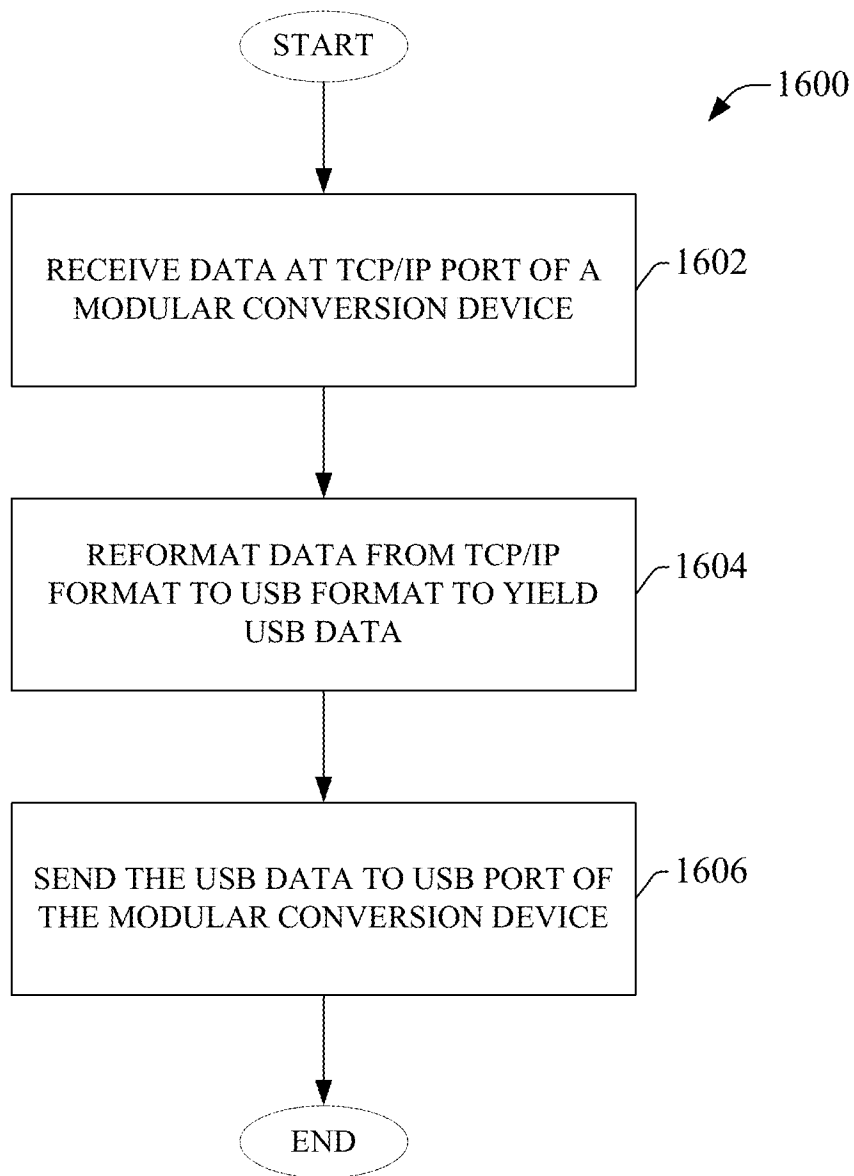 START
1600
RECEIVE DATA AT TCP/IP PORT OF A
MODULAR CONVERSION DEVICE
1602
REFORMAT DATA FROM TCP/IP
FORMAT TO USB FORMAT TO YIELD
USB DATA
1604
SEND THE USB DATA TO USB PORT OF
THE MODULAR CONVERSION DEVICE
1606
END